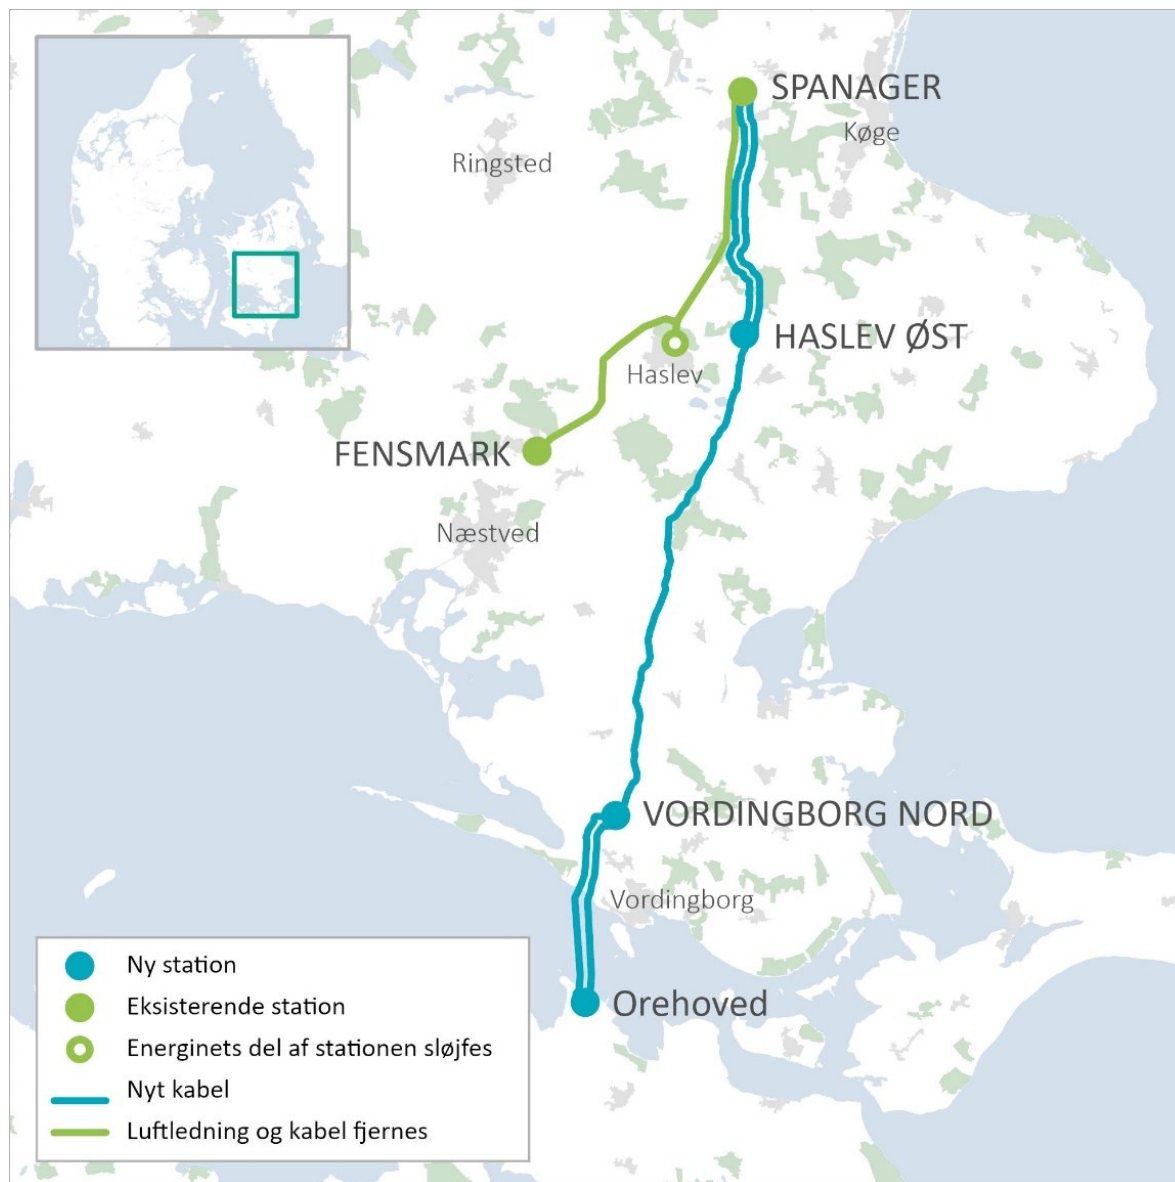 SPANAGER
Køge
Ringsted
HASLEV ØST
Haslev
FENSMARK
Næstved
VORDINGBORG NORD
Vordingborg
Orehoved
Ny station
Eksisterende station
Energinets del af stationen sløjfes
Nyt kabel
Luftledning og kabel fjernes